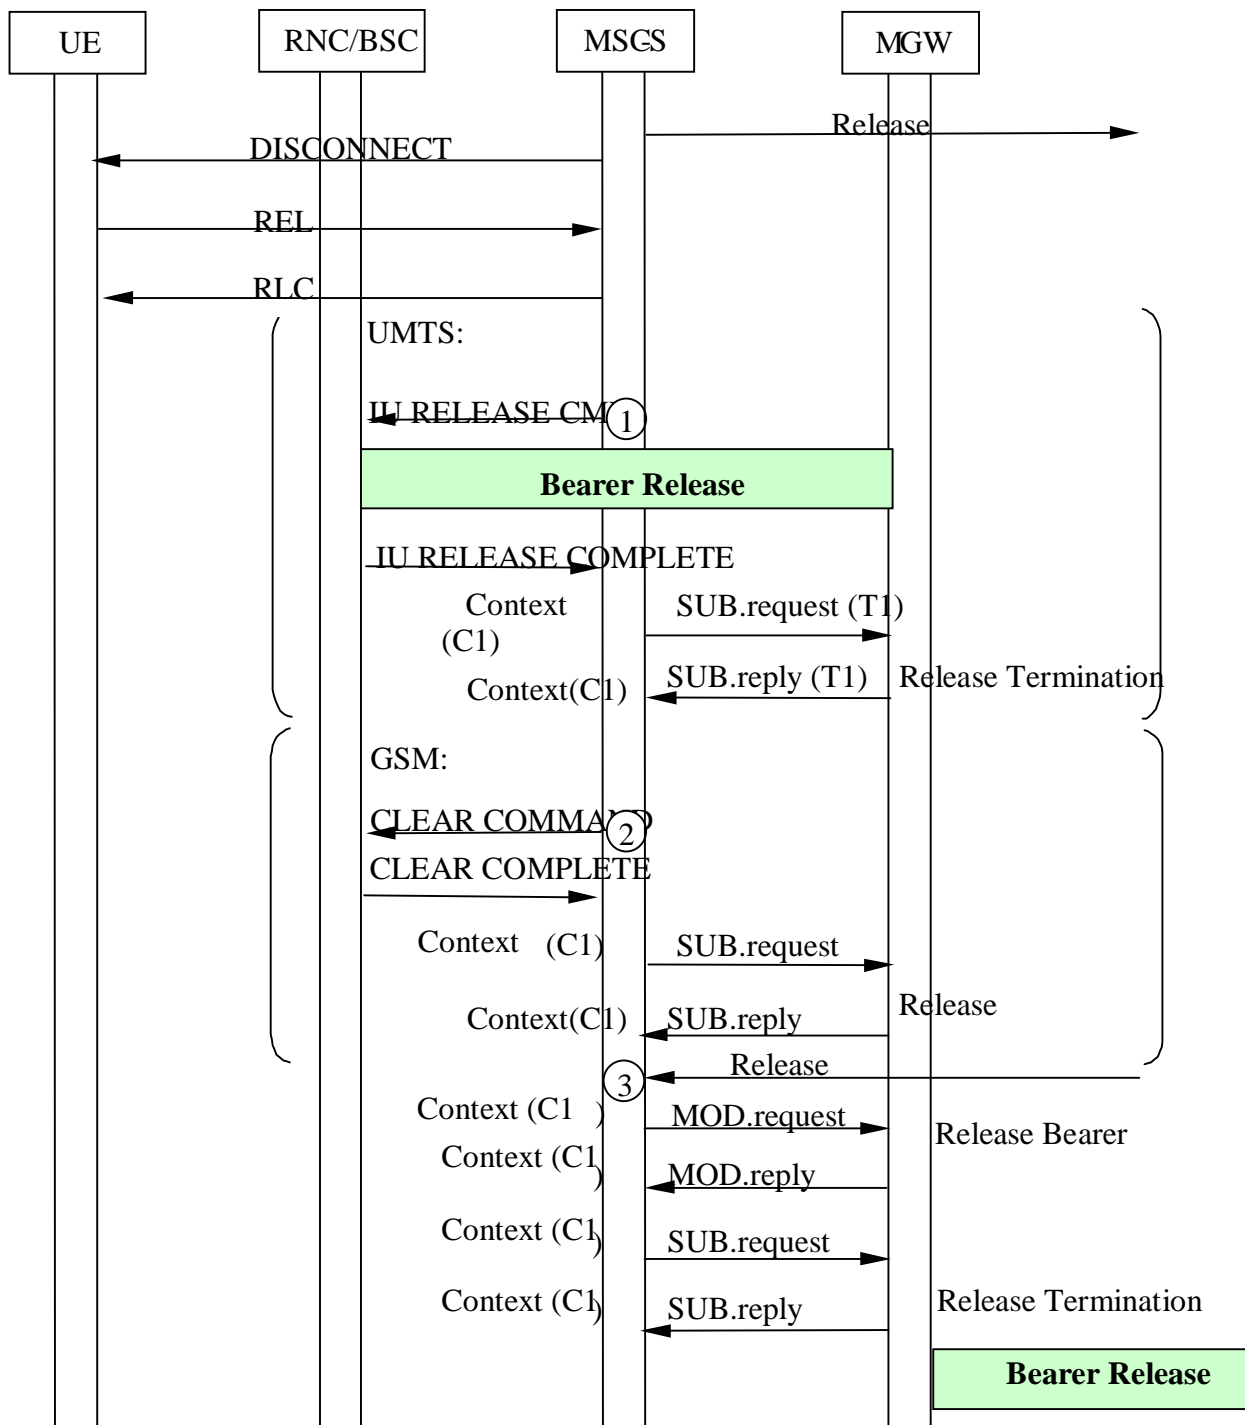 UE
RNC/BSC
MSCS
MGW
Release
DISCONNECT
REL
RLC
UMTS:
IU RELEASE CM
1
Bearer Release
IU RELEASE COMPLETE
Context
(C1)
SUB.request (T1)
Context(C1)
SUB.reply (T1)
Release Termination
GSM:
CLEAR COMMAND
2
CLEAR COMPLETE
Context (C1)
SUB.request
Context(C1)
SUB.reply
Release
Release
3
Context (C1 )
MOD.request
Release Bearer
Context (C1)
MOD.reply
Context (C1)
SUB.request
Context (C1)
SUB.reply
Release Termination
Bearer Release